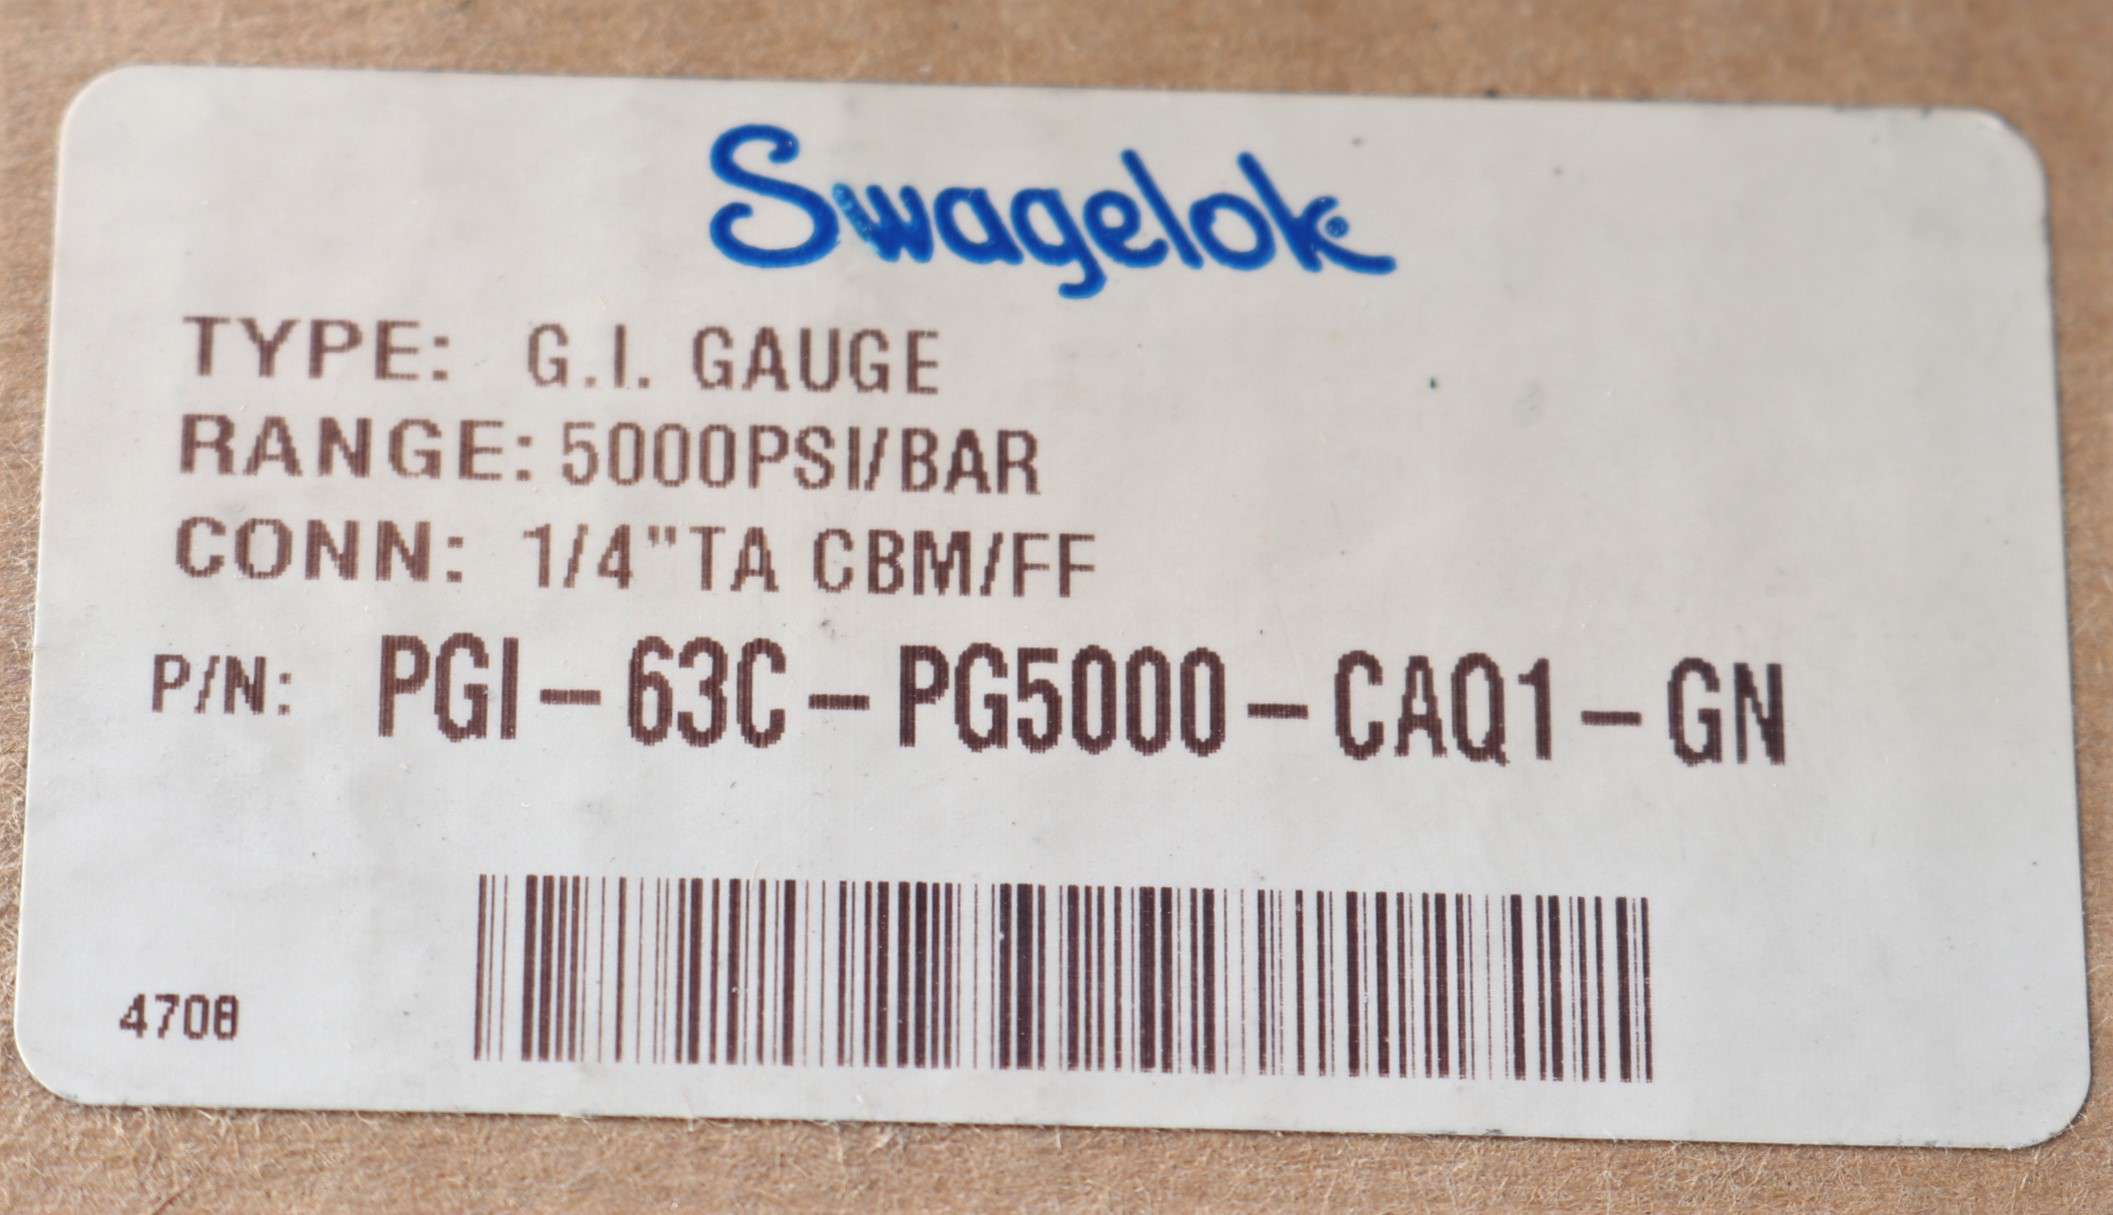 Swagelok®
TYPE: G.I. GAUGE
RANGE: 5000PSI/BAR
CONN: 1/4"TA CBM/FF
P/N: PGI-63C-PG5000-CAQ1-GN
4708